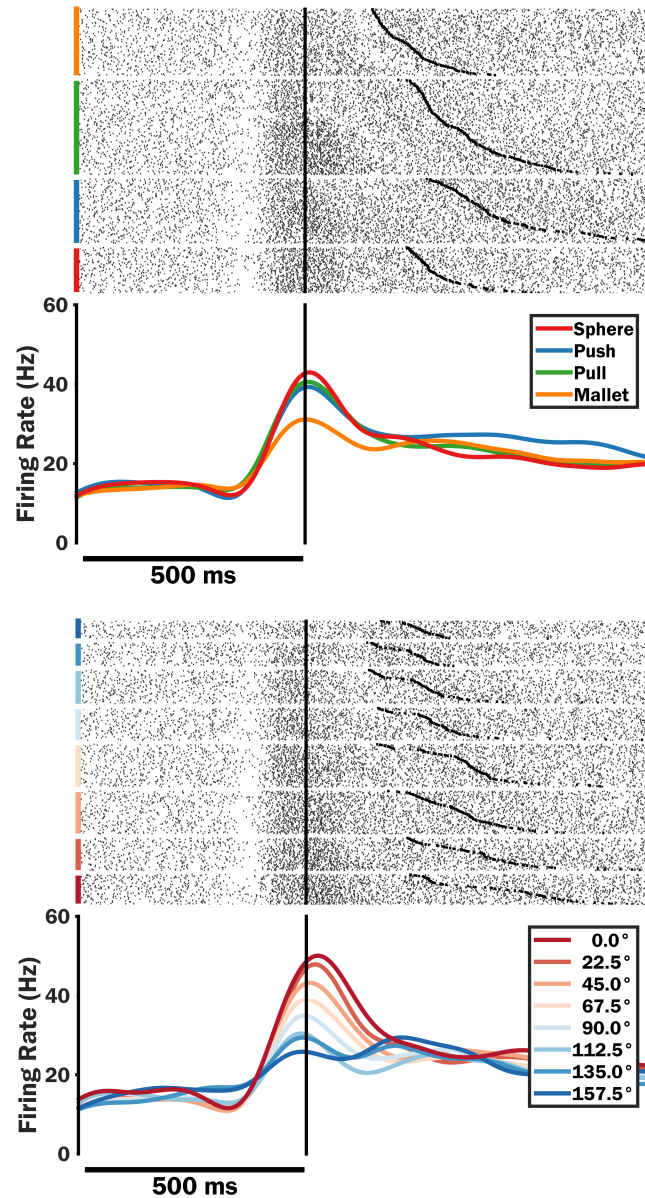 60
Sphere
Push
40
Pull
Mallet
Firing Rate (Hz)
20
0
500 ms
60
0.0°
22.5°
40
45.0°
67.5°
Firing Rate (Hz)
90.0°
112.5°
20
135.0°
157.5°
0
500 ms